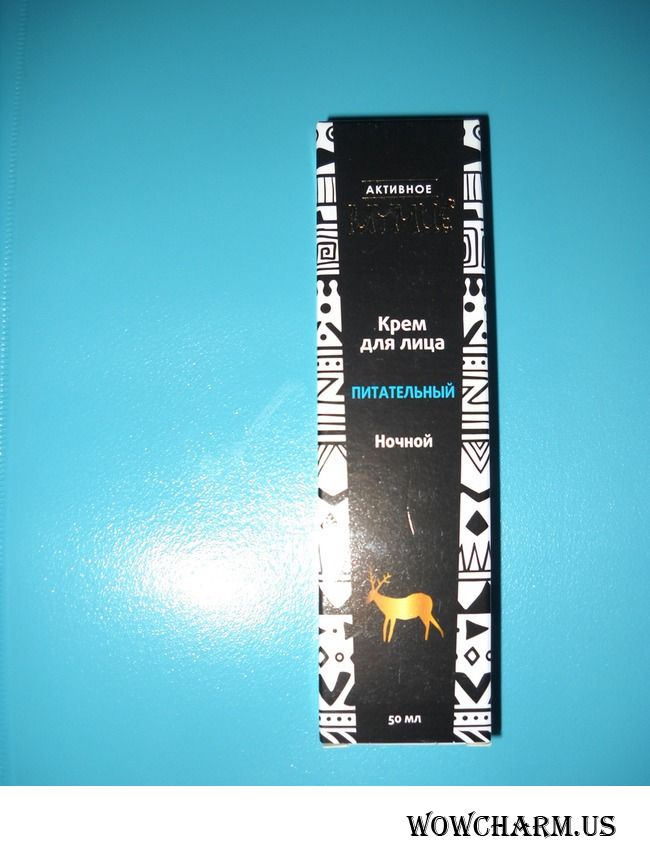 АКТИВНОЕ
Крем
для лица
ПИТАТЕЛЬНЫЙ
Ночной
50 мл
WOWCHARM.US